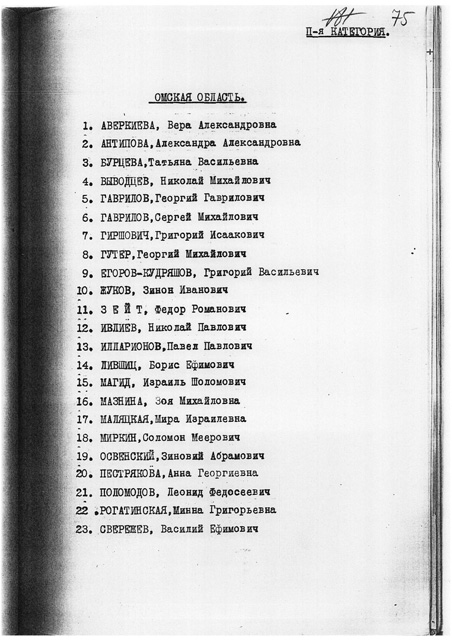 75
II-я КАТЕГОРИЯ.
ОМСКАЯ ОБЛАСТЬ.
1. АВЕРКИЕВА, Вера Александровна
2. АНТИПОВА,Александра Александровна
3. БУРЦЕВА,Татьяна Васильевна
4. ВЫВОДЦЕВ, Николай Михайлович
5. ГАВРИЛОВ,Георгий Гаврилович
6. ГАВРИЛОВ,Сергей Михайлович
7. ГИРШОВИЧ,Григорий Исаакович
8. ГУТЕР,Георгий Михайлович
9. ЕГОРОВ-КУДРЯШОВ, Григорий Васильевич
10. ЖУКОВ, Зинон Иванович
11. З Е Й Т, Федор Романович
12. ИВЛИЕВ, Николай Павлович
13. ИЛЛАРИОНОВ,Павел Павлович
14. ЛИВШИЦ, Борис Ефимович
15. МАГИД, Израиль Шоломович
16. МАЗНИНА, Зоя Михайловна
17. МАЛЯЦКАЯ,Мира Израилевна
18. МИРКИН,Соломон Меерович
19. ОСВЕНСКИЙ,Зиновий Абрамович
20. ПЕСТРЯКОВА,Анна Георгиевна
21. ПОЛОМОДОВ, Леонид Федосеевич
22 .РОГАТИНСКАЯ,Минна Григорьевна
23. СВЕРЕЖЕВ, Василий Ефимович